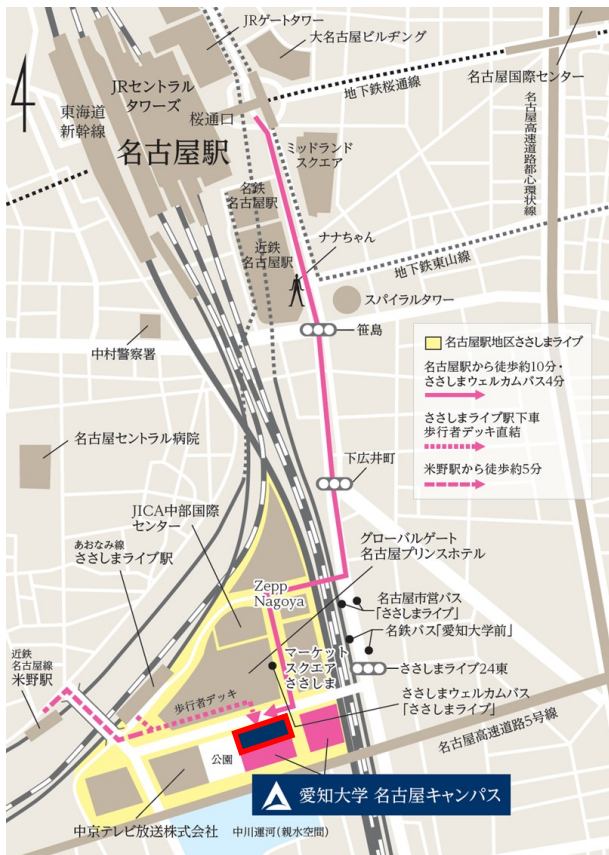 JRゲートタワー
大名古屋ビルヂング
JRセントラル
タワーズ
東海道
新幹線
桜通口
名古屋駅
地下鉄桜通線
名古屋国際センター
名古屋高速道路都心環状線
ミッドランド
スクエア
名鉄
名古屋駅
近鉄
名古屋駅
ナナちゃん
地下鉄東山線
スパイラルタワー
中村警察署
笹島
名古屋駅地区ささしまライブ
名古屋駅から徒歩約10分・
ささしまウェルカムバス4分
ささしまライブ駅下車
歩行者デッキ直結
米野駅から徒歩約5分
名古屋セントラル病院
下広井町
JICA中部国際
センター
グローバルゲート
名古屋プリンスホテル
あおなみ線
ささしまライブ駅
Zepp
Nagoya
名古屋市営バス
「ささしまライブ」
名鉄バス「愛知大学前」
マーケット
スクエア
ささしま
ささしまライブ24東
近鉄
名古屋線
米野駅
歩行者デッキ
ささしまウェルカムバス
「ささしまライブ」
名古屋高速道路5号線
公園
愛知大学 名古屋キャンパス
中京テレビ放送株式会社
中川運河(親水空間)